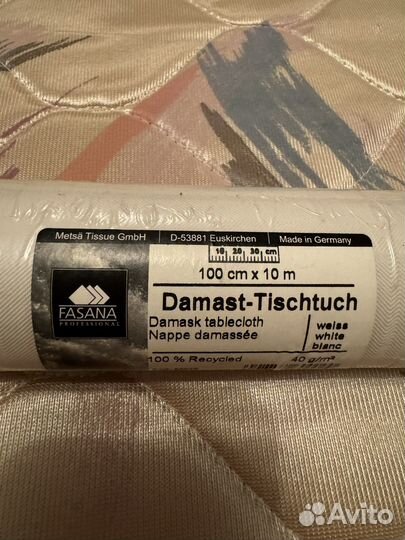 Metsä Tissue GmbH
D-53881 Euskirchen
Made in Germany
10 20 30 cm
100 cm x 10 m
FASANA
PROFESSIONAL
Damast-Tischtuch
Damask tablecloth
Nappe damassée
weiss
white
blanc
100 % Recycled
40 g/m²
Avito